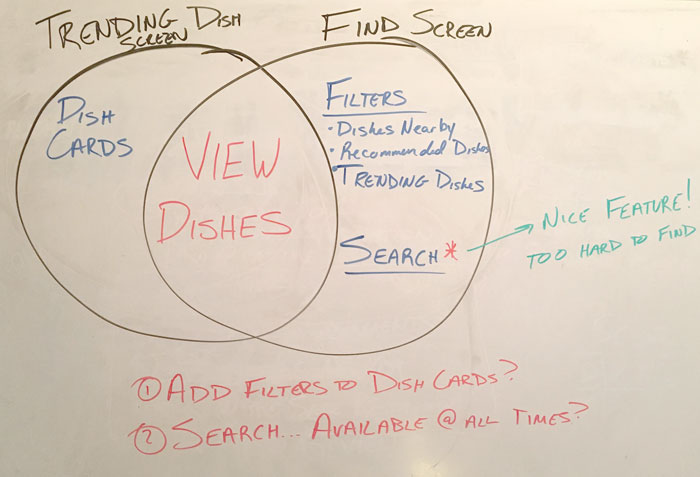 TRENDING DISH
SCREEN
FIND SCREEN
DISH
CARDS
VIEW
DISHES
FILTERS
• DISHES NEARBY
• RECOMMENDED DISHES
• TRENDING DISHES
SEARCH *
NICE FEATURE!
TOO HARD TO FIND
① ADD FILTERS TO DISH CARDS?
② SEARCH... AVAILABLE @ ALL TIMES?